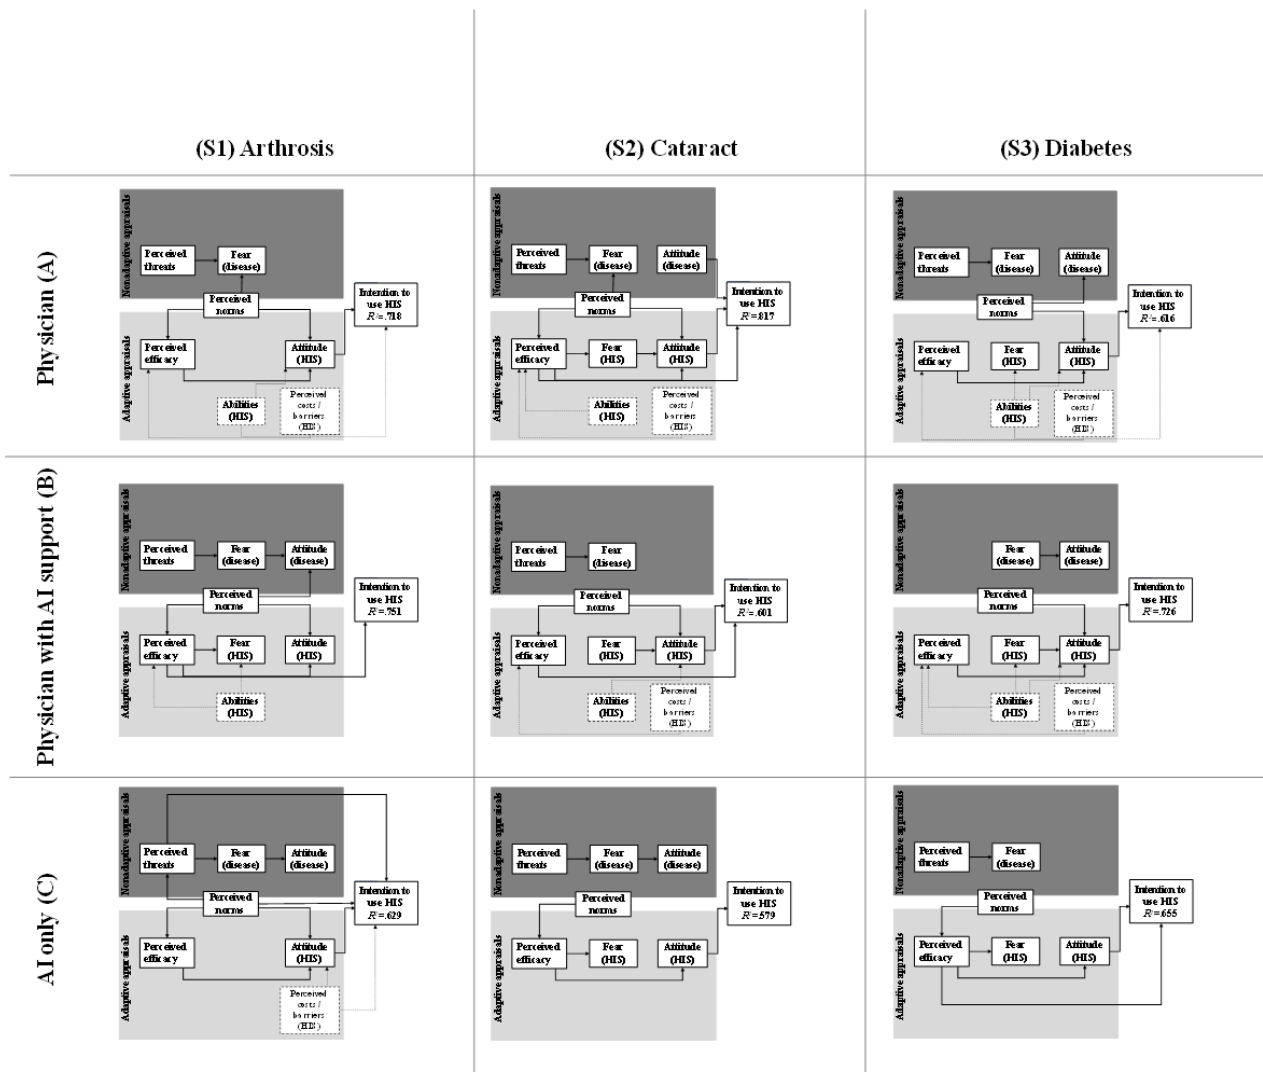 (S1) Arthrosis
(S2) Cataract
(S3) Diabetes
Physician (A)
Nonadaptive appraisals
Perceived
threats
Fear
(disease)
Perceived
norms
Intention to
use HIS
R²=.718
Adaptive appraisals
Perceived
efficacy
Attitude
(HIS)
Abilities
(HIS)
Perceived
costs /
barriers
(HIS)
Nonadaptive appraisals
Perceived
threats
Fear
(disease)
Attitude
(disease)
Perceived
norms
Intention to
use HIS
R²=.817
Adaptive appraisals
Perceived
efficacy
Fear
(HIS)
Attitude
(HIS)
Abilities
(HIS)
Perceived
costs /
barriers
(HIS)
Nonadaptive appraisals
Perceived
threats
Fear
(disease)
Attitude
(disease)
Perceived
norms
Intention to
use HIS
R²=.616
Adaptive appraisals
Perceived
efficacy
Fear
(HIS)
Attitude
(HIS)
Abilities
(HIS)
Perceived
costs /
barriers
(HIS)
Physician with AI support (B)
Nonadaptive appraisals
Perceived
threats
Fear
(disease)
Attitude
(disease)
Perceived
norms
Intention to
use HIS
R²=.751
Adaptive appraisals
Perceived
efficacy
Fear
(HIS)
Attitude
(HIS)
Abilities
(HIS)
Nonadaptive appraisals
Perceived
threats
Fear
(disease)
Perceived
norms
Intention to
use HIS
R²=.601
Adaptive appraisals
Perceived
efficacy
Fear
(HIS)
Attitude
(HIS)
Abilities
(HIS)
Perceived
costs /
barriers
(HIS)
Nonadaptive appraisals
Fear
(disease)
Attitude
(disease)
Perceived
norms
Intention to
use HIS
R²=.726
Adaptive appraisals
Perceived
efficacy
Fear
(HIS)
Attitude
(HIS)
Abilities
(HIS)
Perceived
costs /
barriers
(HIS)
AI only (C)
Nonadaptive appraisals
Perceived
threats
Fear
(disease)
Attitude
(disease)
Perceived
norms
Intention to
use HIS
R²=.629
Adaptive appraisals
Perceived
efficacy
Attitude
(HIS)
Perceived
costs /
barriers
(HIS)
Nonadaptive appraisals
Perceived
threats
Fear
(disease)
Attitude
(disease)
Perceived
norms
Intention to
use HIS
R²=.579
Adaptive appraisals
Perceived
efficacy
Fear
(HIS)
Attitude
(HIS)
Nonadaptive appraisals
Perceived
threats
Fear
(disease)
Perceived
norms
Intention to
use HIS
R²=.655
Adaptive appraisals
Perceived
efficacy
Fear
(HIS)
Attitude
(HIS)